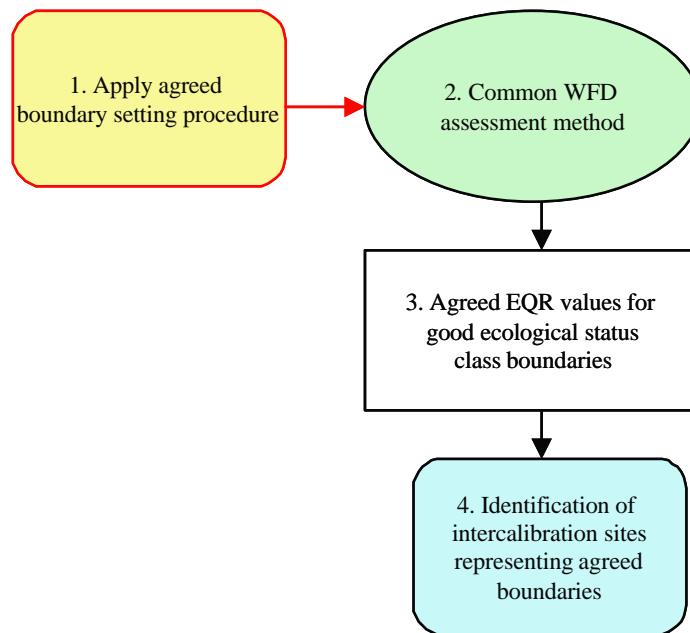 1. Apply agreed
boundary setting procedure
2. Common WFD
assessment method
3. Agreed EQR values for
good ecological status
class boundaries
4. Identification of
intercalibration sites
representing agreed
boundaries